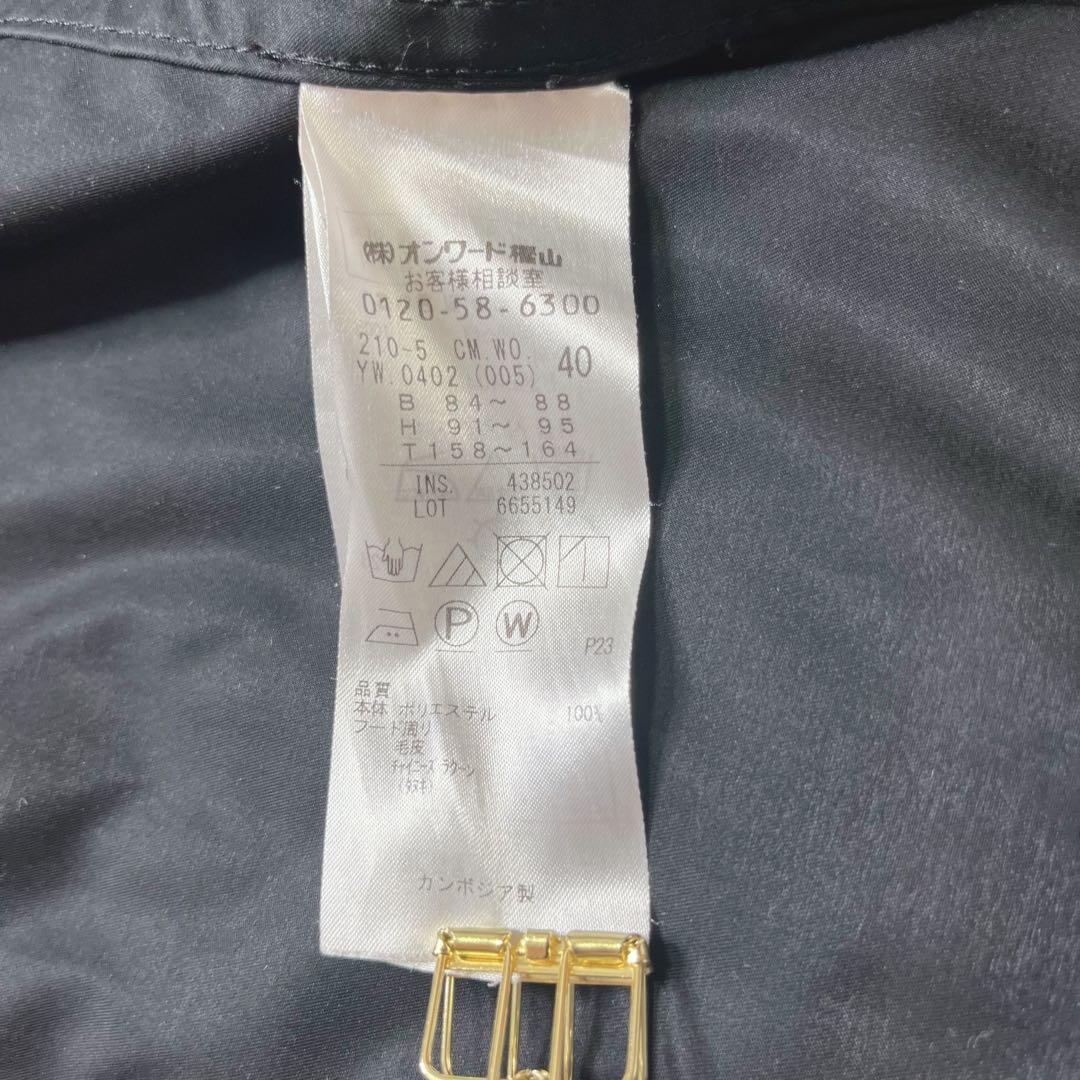 (株)オンワード樫山
お客様相談室
0120-58-6300
210-5 CM.WO. 40
YW.0402 (005)
B 84～ 88
H 91～ 95
T 158～164
INS. 438502
LOT 6655149
P W P23
品質
本体 ポリエステル 100%
フード周り
毛皮
チャイニーズ ラクーン
(タヌキ)
カンボジア製